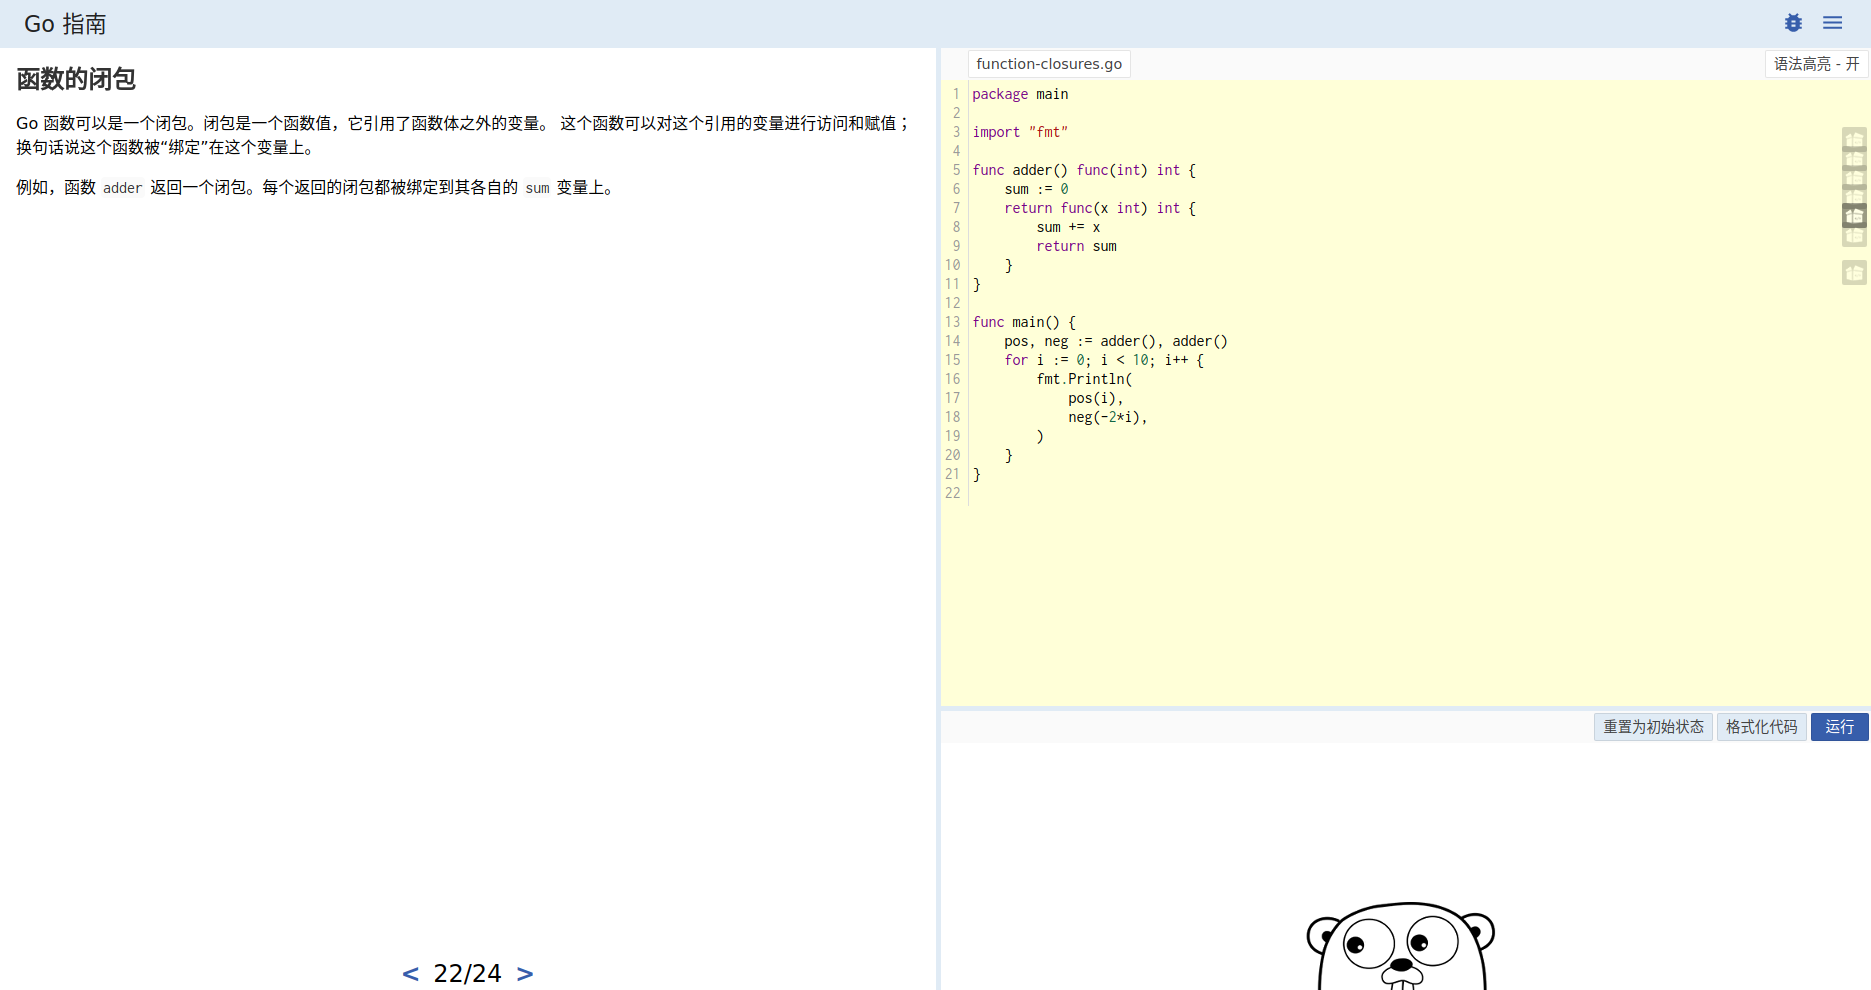 Go 指南
函数的闭包
Go 函数可以是一个闭包。闭包是一个函数值，它引用了函数体之外的变量。 这个函数可以对这个引用的变量进行访问和赋值；
换句话说这个函数被“绑定”在这个变量上。
例如，函数 adder 返回一个闭包。每个返回的闭包都被绑定到其各自的 sum 变量上。
< 22/24 >
function-closures.go
语法高亮 - 开
1 package main
2
3 import "fmt"
4
5 func adder() func(int) int {
6     sum := 0
7     return func(x int) int {
8         sum += x
9         return sum
10     }
11 }
12
13 func main() {
14     pos, neg := adder(), adder()
15     for i := 0; i < 10; i++ {
16         fmt.Println(
17             pos(i),
18             neg(-2*i),
19         )
20     }
21 }
22
重置为初始状态 格式化代码 运行